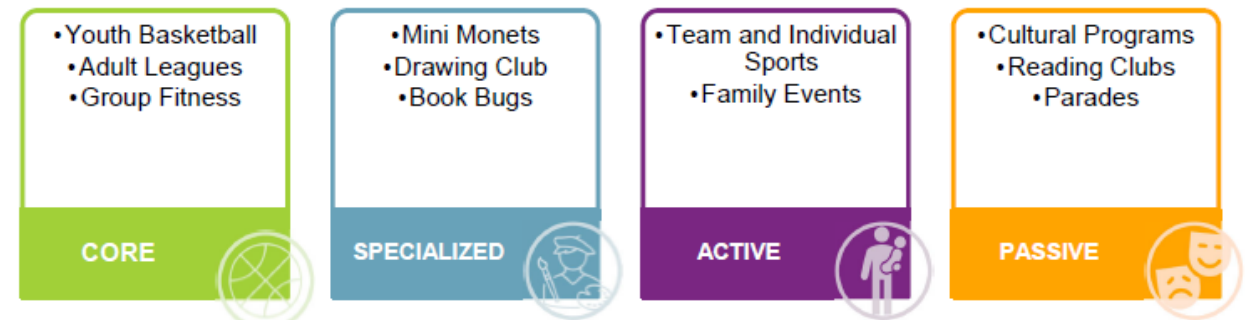 •Youth Basketball
•Adult Leagues
•Group Fitness
CORE
•Mini Monets
•Drawing Club
•Book Bugs
SPECIALIZED
•Team and Individual
Sports
•Family Events
ACTIVE
•Cultural Programs
•Reading Clubs
•Parades
PASSIVE